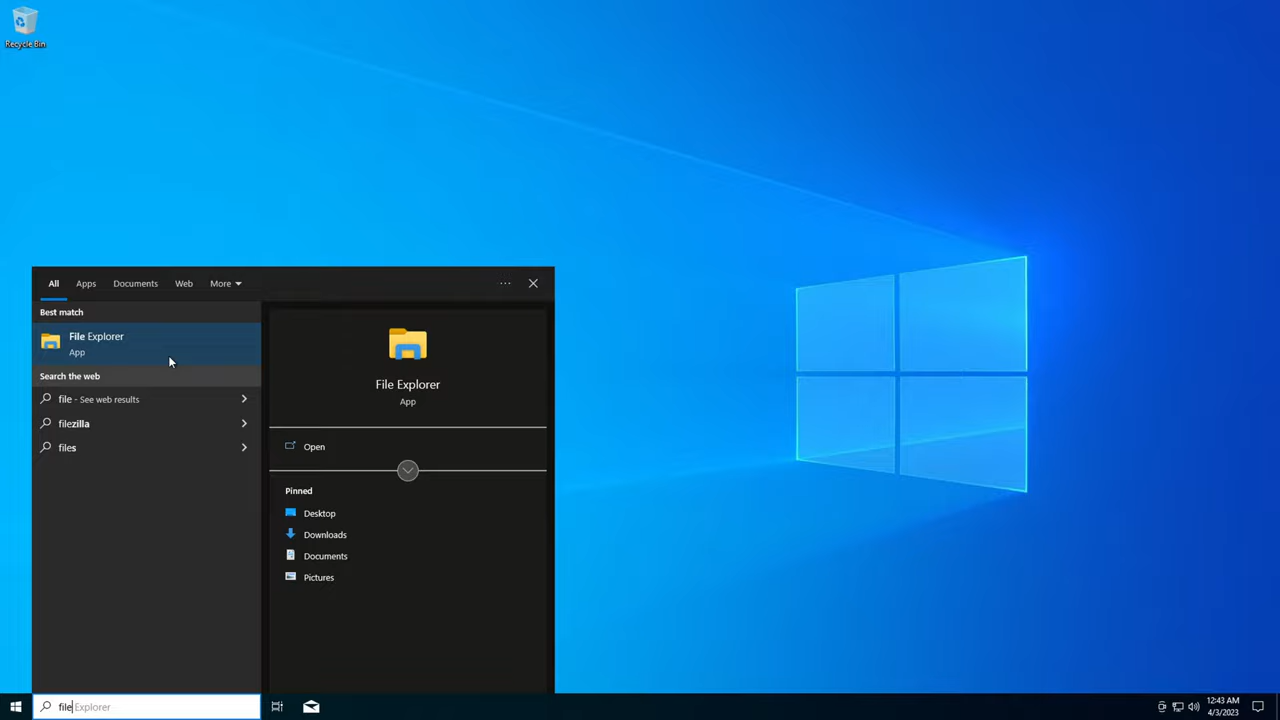 Recycle Bin
All Apps Documents Web More
Best match
File Explorer
App
Search the web
file - See web results
filezilla
files
File Explorer
App
Open
Pinned
Desktop
Downloads
Documents
Pictures
file Explorer
12:43 AM
4/3/2023